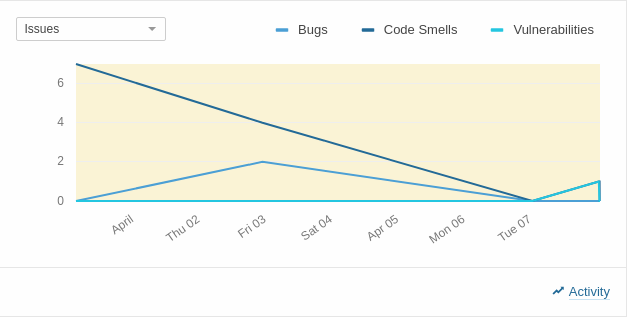 Issues
Bugs Code Smells Vulnerabilities
6
4
2
0
April Thu 02 Fri 03 Sat 04 Apr 05 Mon 06 Tue 07
Activity